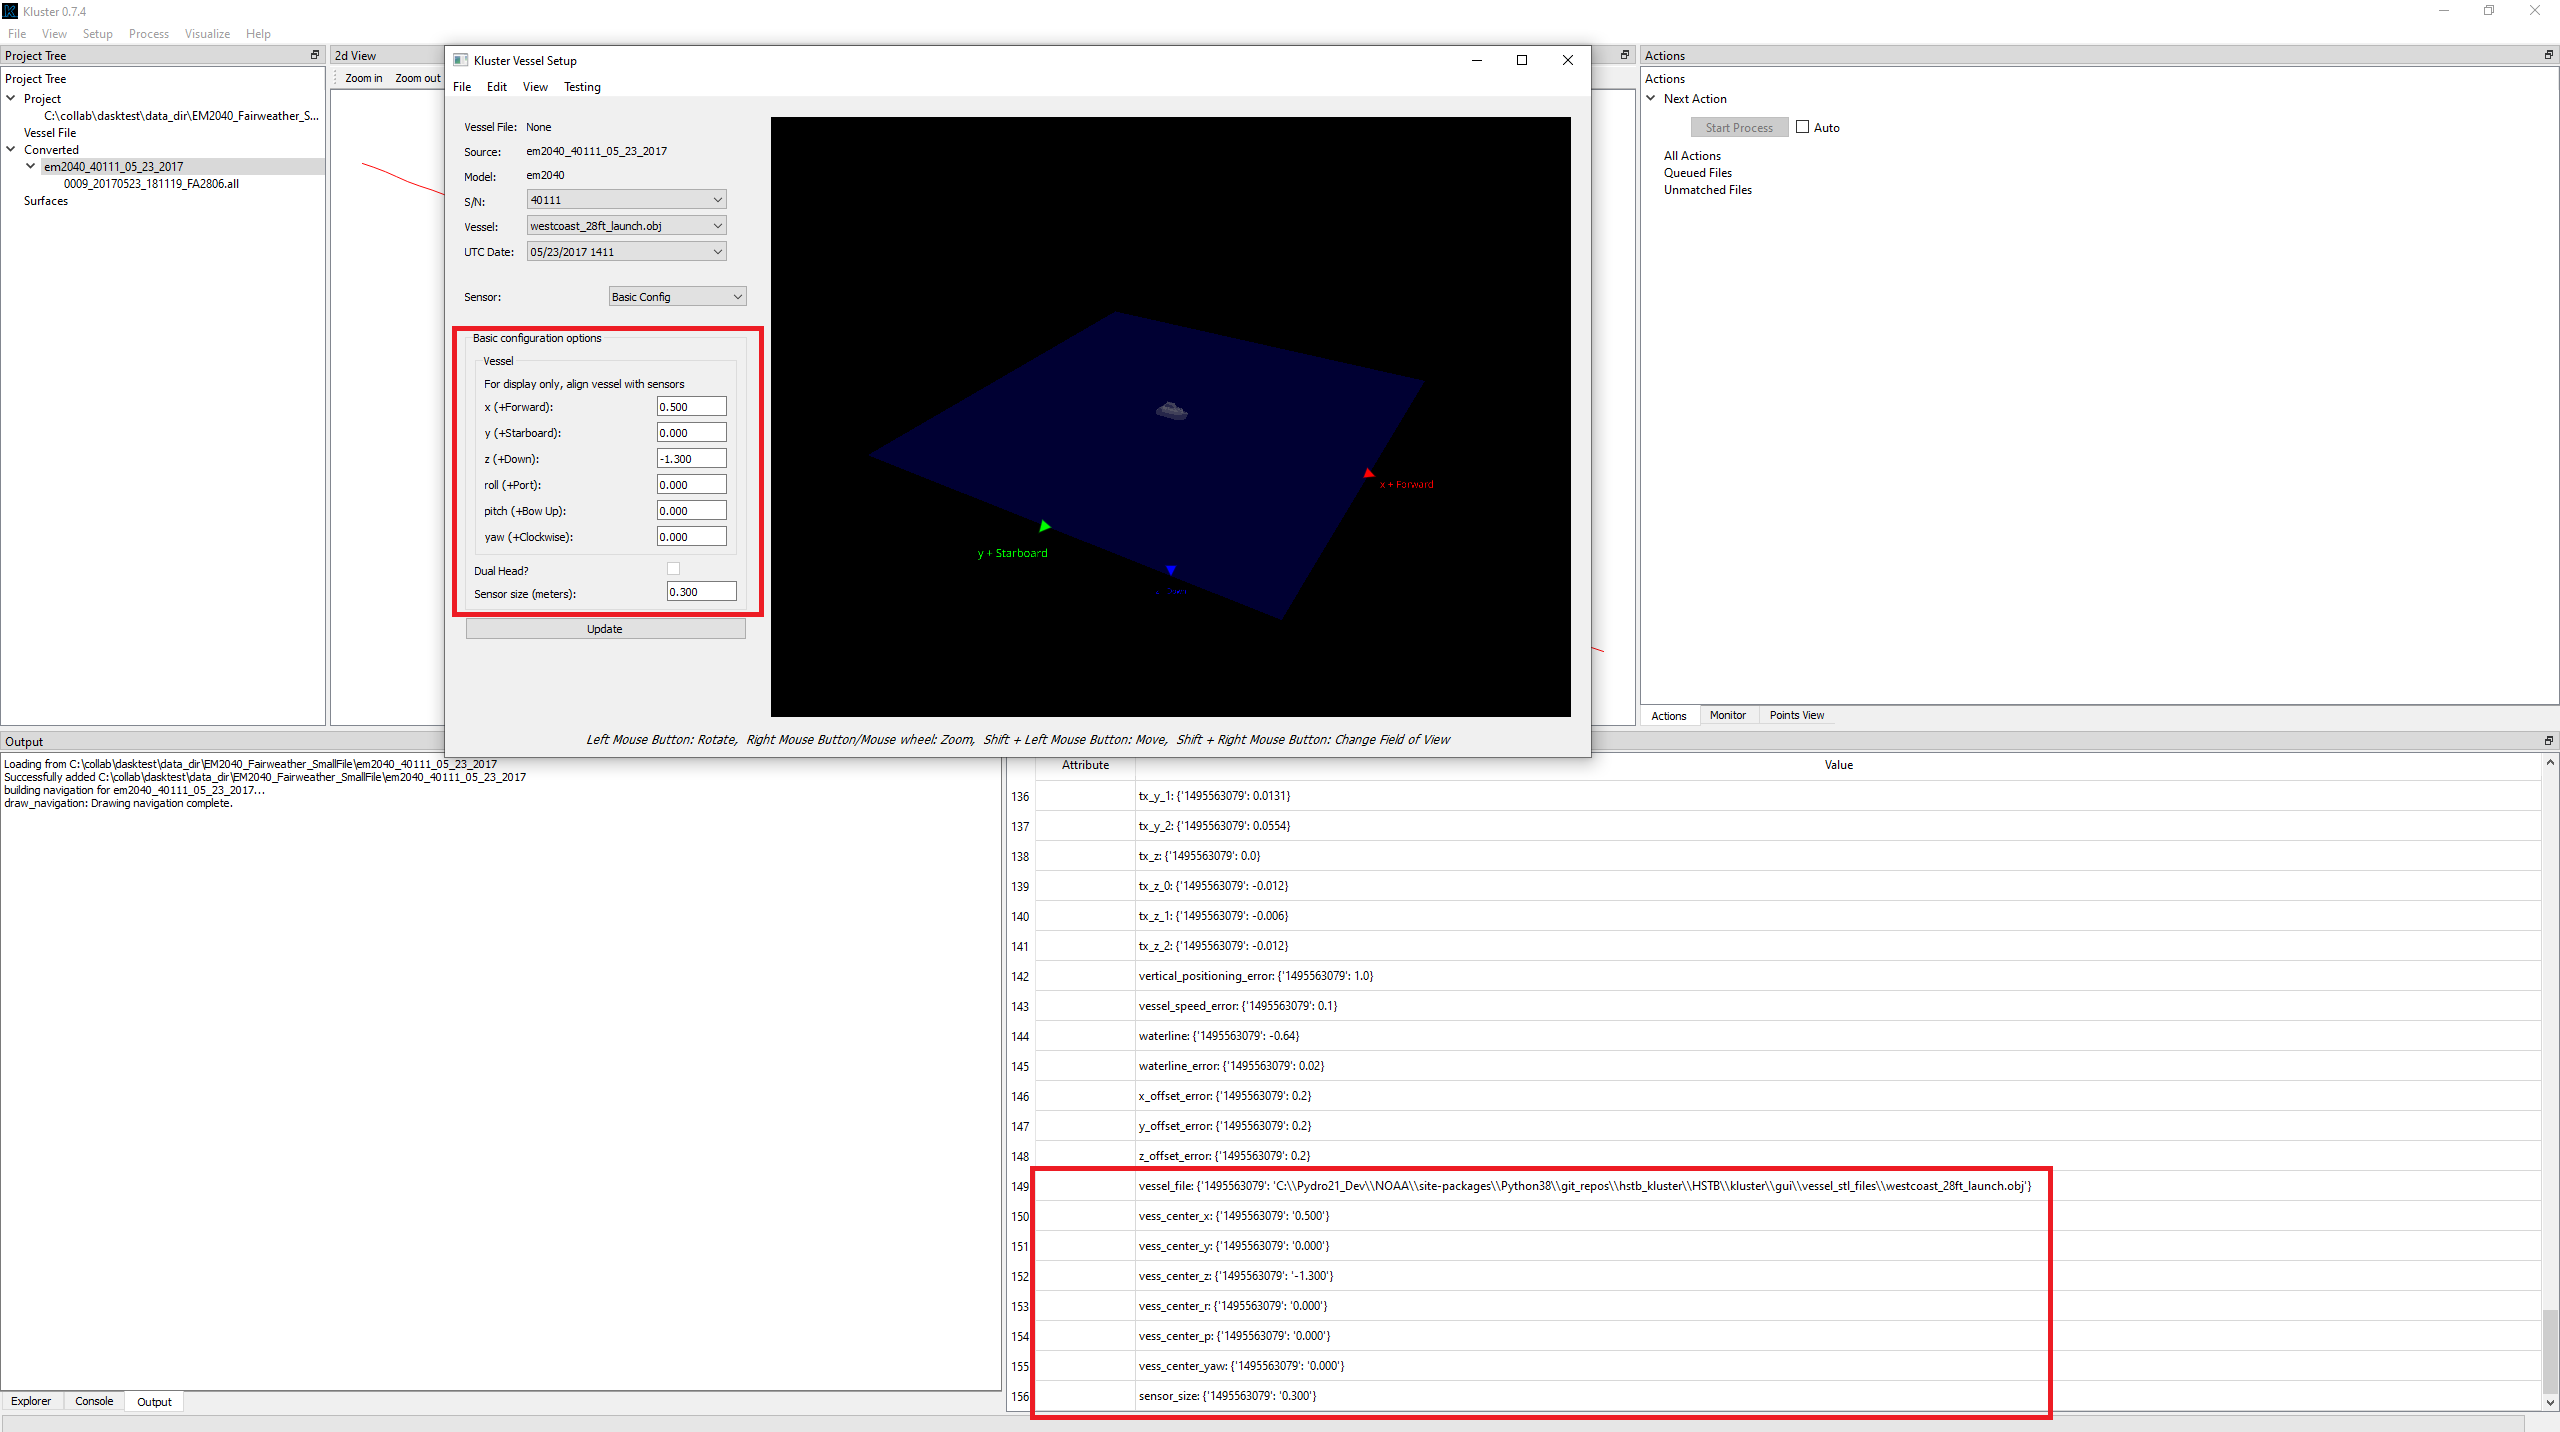 Kluster 0.7.4
File View Setup Process Visualize Help
Project Tree
Project Tree
Project
C:\collab\dasktest\data_dir\EM2040_Fairweather_S...
Vessel File
Converted
em2040_40111_05_23_2017
0009_20170523_181119_FA2806.all
Surfaces
2d View
Zoom in Zoom out
Kluster Vessel Setup
File Edit View Testing
Vessel File: None
Source: em2040_40111_05_23_2017
Model: em2040
S/N: 40111
Vessel: westcoast_28ft_launch.obj
UTC Date: 05/23/2017 1411
Sensor: Basic Config
Basic configuration options
Vessel
For display only, align vessel with sensors
x (+Forward): 0.500
y (+Starboard): 0.000
z (+Down): -1.300
roll (+Port): 0.000
pitch (+Bow Up): 0.000
yaw (+Clockwise): 0.000
Dual Head?
Sensor size (meters): 0.300
Update
x + Forward
y + Starboard
Left Mouse Button: Rotate, Right Mouse Button/Mouse wheel: Zoom, Shift + Left Mouse Button: Move, Shift + Right Mouse Button: Change Field of View
Actions
Actions
Next Action
Start Process Auto
All Actions
Queued Files
Unmatched Files
Actions Monitor Points View
Output
Loading from C:\collab\dasktest\data_dir\EM2040_Fairweather_SmallFile\em2040_40111_05_23_2017
Successfully added C:\collab\dasktest\data_dir\EM2040_Fairweather_SmallFile\em2040_40111_05_23_2017
building navigation for em2040_40111_05_23_2017...
draw_navigation: Drawing navigation complete.
Explorer Console Output
Attribute Value
136 tx_y_1: {'1495563079': 0.0131}
137 tx_y_2: {'1495563079': 0.0554}
138 tx_z: {'1495563079': 0.0}
139 tx_z_0: {'1495563079': -0.012}
140 tx_z_1: {'1495563079': -0.006}
141 tx_z_2: {'1495563079': -0.012}
142 vertical_positioning_error: {'1495563079': 1.0}
143 vessel_speed_error: {'1495563079': 0.1}
144 waterline: {'1495563079': -0.64}
145 waterline_error: {'1495563079': 0.02}
146 x_offset_error: {'1495563079': 0.2}
147 y_offset_error: {'1495563079': 0.2}
148 z_offset_error: {'1495563079': 0.2}
149 vessel_file: {'1495563079': 'C:\\Pydro21_Dev\\NOAA\\site-packages\\Python38\\git_repos\\hstb_kluster\\HSTB\\kluster\\gui\\vessel_stl_files\\westcoast_28ft_launch.obj'}
150 vess_center_x: {'1495563079': '0.500'}
151 vess_center_y: {'1495563079': '0.000'}
152 vess_center_z: {'1495563079': '-1.300'}
153 vess_center_r: {'1495563079': '0.000'}
154 vess_center_p: {'1495563079': '0.000'}
155 vess_center_yaw: {'1495563079': '0.000'}
156 sensor_size: {'1495563079': '0.300'}